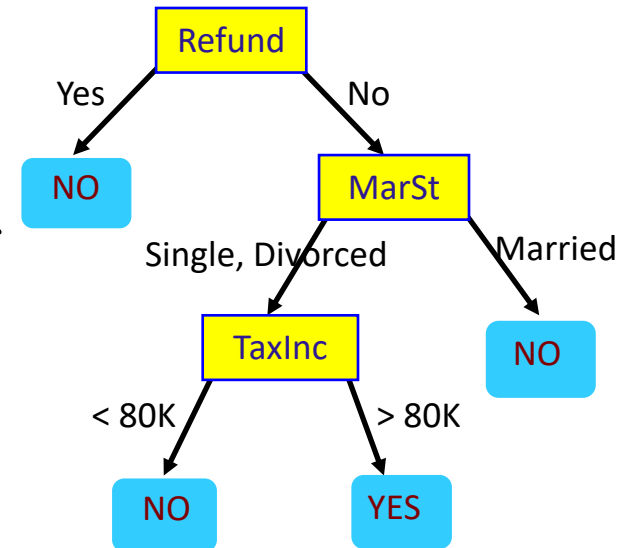 Refund
Yes
No
NO
MarSt
Single, Divorced
Married
TaxInc
NO
< 80K
> 80K
NO
YES